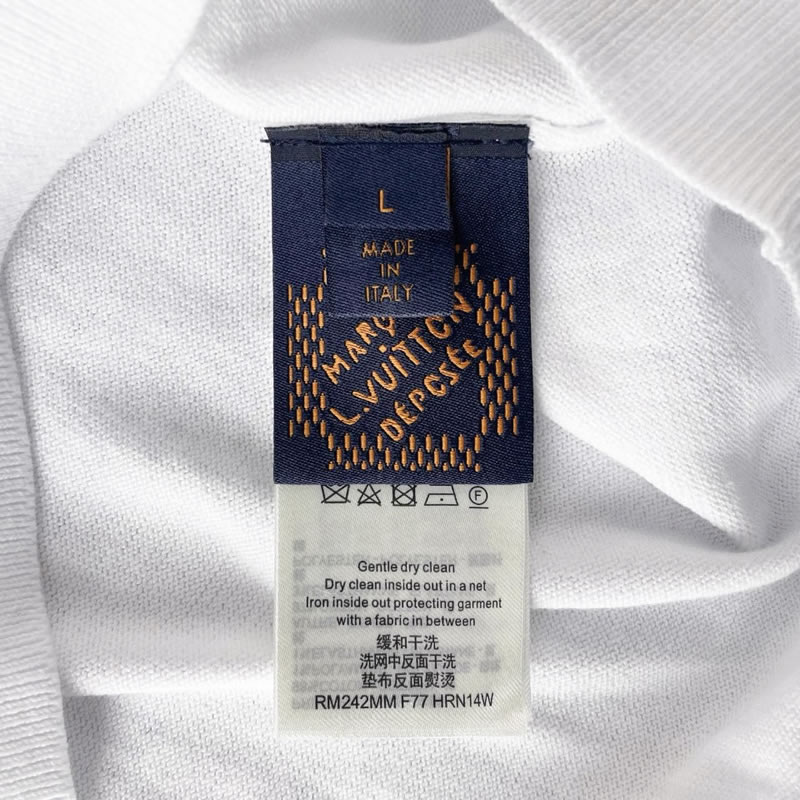 L
MADE
IN
ITALY
MARQ
L.VUITTON
DÉPOSÉE
Gentle dry clean
Dry clean inside out in a net
Iron inside out protecting garment
with a fabric in between
缓和干洗
洗网中反面干洗
垫布反面熨烫
RM242MM F77 HRN14W